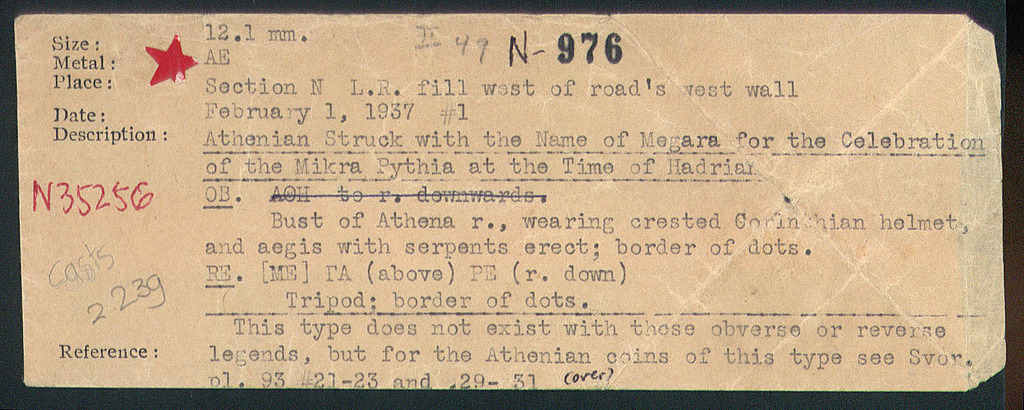 Size : 12.1 mm. II 49 N-976
Metal : AE
Place : Section N L.R. fill west of road's west wall
Date : February 1, 1937 #1
Description : Athenian Struck with the Name of Megara for the Celebration
of the Mikra Pythia at the Time of Hadrian
N35256
OB. AΘH to r. downwards.
Bust of Athena r., wearing crested Corinthian helmet,
and aegis with serpents erect; border of dots.
RE. [ME] ΓA (above) PE (r. down)
Casts
2.239
Tripod; border of dots.
This type does not exist with those obverse or reverse
Reference : legends, but for the Athenian coins of this type see Svor.
pl. 93 #21-23 and .29- 31 (over)